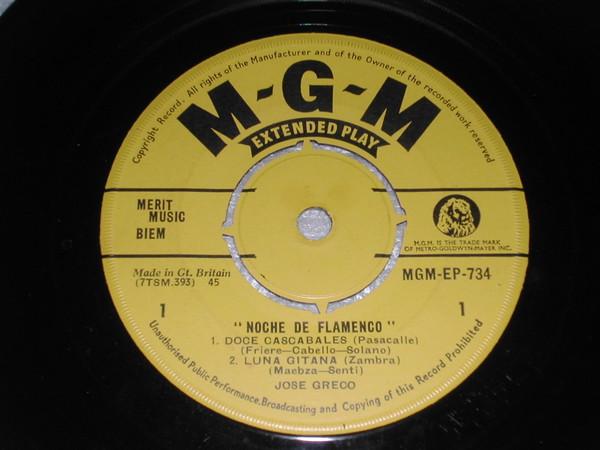 Copyright Record. All rights of the Manufacturer and of the Owner of the recorded work reserved
M-G-M
EXTENDED PLAY
MERIT
MUSIC
BIEM
M.G.M. IS THE TRADE MARK
OF METRO-GOLDWYN-MAYER INC.
Made in Gt. Britain
(7TSM.393) 45
MGM-EP-734
1
1
"NOCHE DE FLAMENCO"
1. DOCE CASCABALES (Pasacalle)
(Friere—Cabello—Solano)
2. LUNA GITANA (Zambra)
(Maebza—Senti)
JOSE GRECO
Unauthorised Public Performance, Broadcasting and Copying of this Record Prohibited